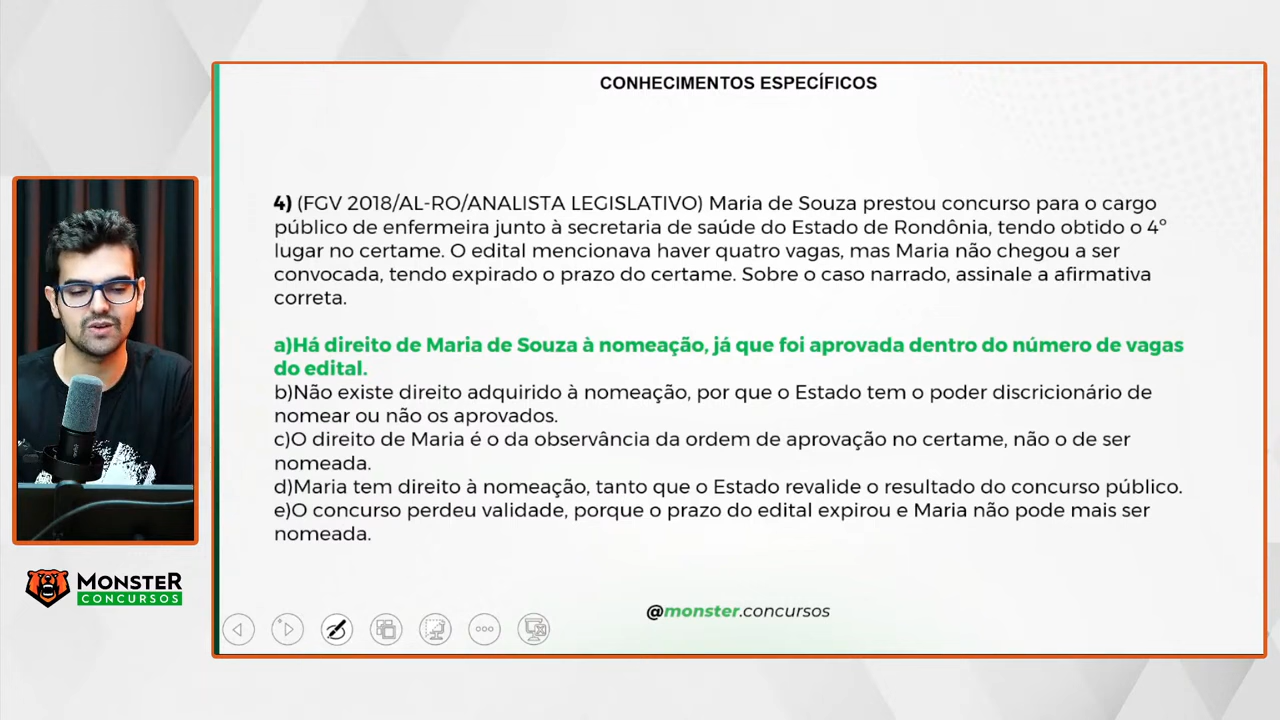 CONHECIMENTOS ESPECÍFICOS
4) (FGV 2018/AL-RO/ANALISTA LEGISLATIVO) Maria de Souza prestou concurso para o cargo
público de enfermeira junto à secretaria de saúde do Estado de Rondônia, tendo obtido o 4º
lugar no certame. O edital mencionava haver quatro vagas, mas Maria não chegou a ser
convocada, tendo expirado o prazo do certame. Sobre o caso narrado, assinale a afirmativa
correta.
a)Há direito de Maria de Souza à nomeação, já que foi aprovada dentro do número de vagas
do edital.
b)Não existe direito adquirido à nomeação, por que o Estado tem o poder discricionário de
nomear ou não os aprovados.
c)O direito de Maria é o da observância da ordem de aprovação no certame, não o de ser
nomeada.
d)Maria tem direito à nomeação, tanto que o Estado revalide o resultado do concurso público.
e)O concurso perdeu validade, porque o prazo do edital expirou e Maria não pode mais ser
nomeada.
MONSTER
CONCURSOS
@monster.concursos